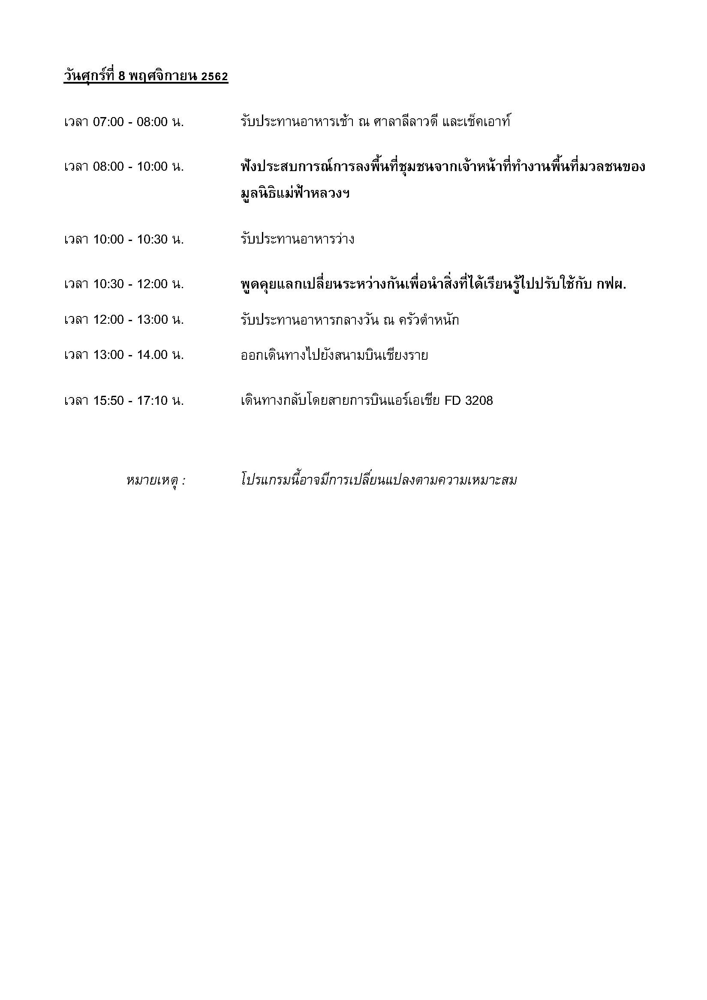 วันศุกร์ที่ 8 พฤศจิกายน 2562
เวลา 07:00 - 08:00 น. รับประทานอาหารเช้า ณ ศาลาลีลาวดี และเช็คเอาท์
เวลา 08:00 - 10:00 น. ฟังประสบการณ์การลงพื้นที่ชุมชนจากเจ้าหน้าที่ทำงานพื้นที่มวลชนของ
มูลนิธิแม่ฟ้าหลวงฯ
เวลา 10:00 - 10:30 น. รับประทานอาหารว่าง
เวลา 10:30 - 12:00 น. พูดคุยแลกเปลี่ยนระหว่างกันเพื่อนำสิ่งที่ได้เรียนรู้ไปปรับใช้กับ กฟผ.
เวลา 12:00 - 13:00 น. รับประทานอาหารกลางวัน ณ ครัวตำหนัก
เวลา 13:00 - 14.00 น. ออกเดินทางไปยังสนามบินเชียงราย
เวลา 15:50 - 17:10 น. เดินทางกลับโดยสายการบินแอร์เอเชีย FD 3208
หมายเหตุ : โปรแกรมนี้อาจมีการเปลี่ยนแปลงตามความเหมาะสม